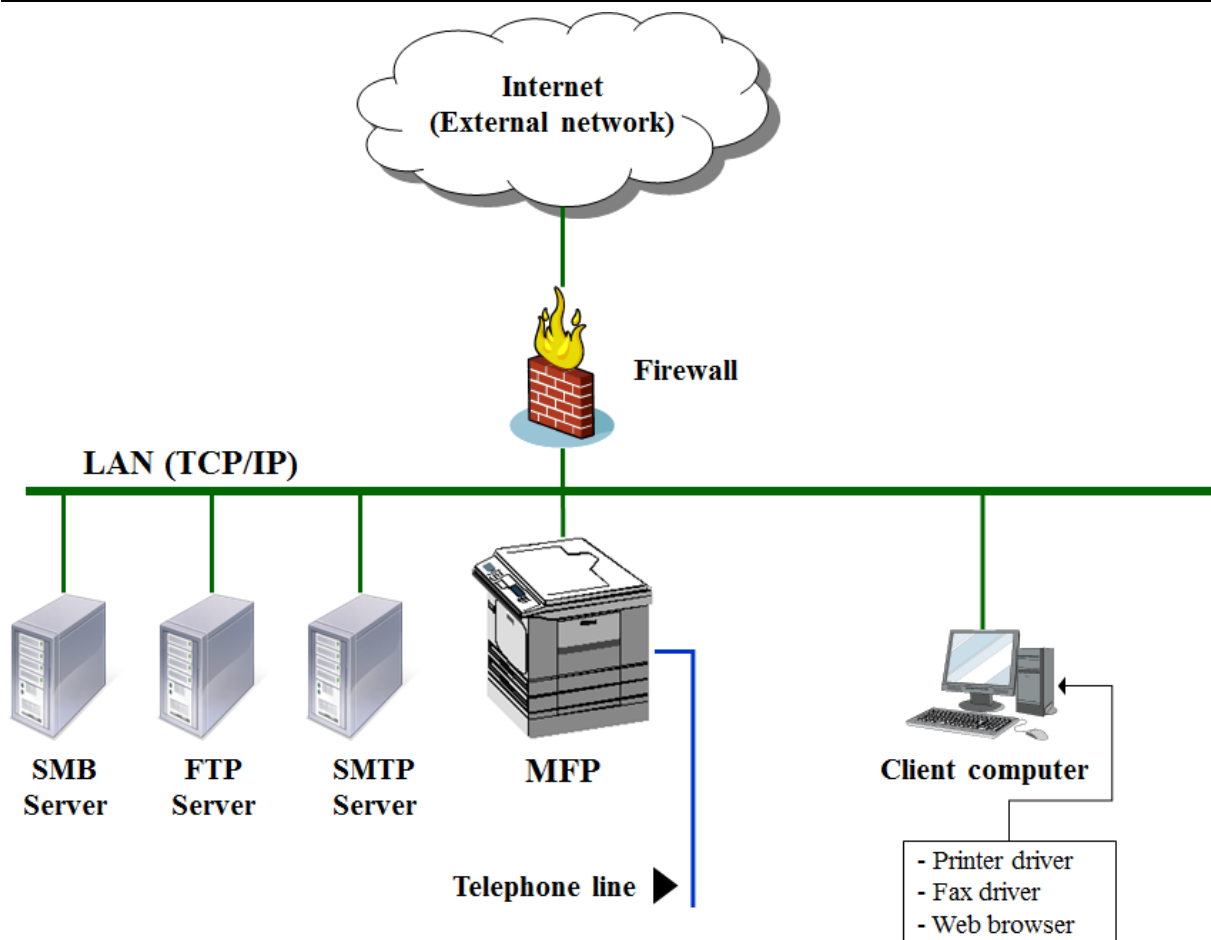 Internet
(External network)
Firewall
LAN (TCP/IP)
SMB
Server
FTP
Server
SMTP
Server
MFP
Client computer
Telephone line
- Printer driver
- Fax driver
- Web browser